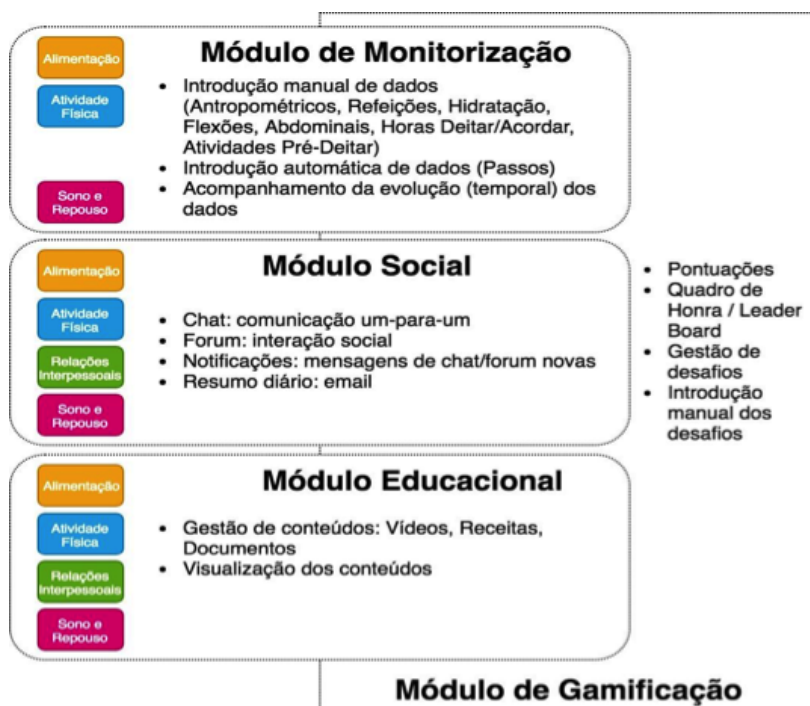 Módulo de Monitorização
Alimentação
Atividade
Física
Sono e
Repouso
• Introdução manual de dados
(Antropométricos, Refeições, Hidratação,
Flexões, Abdominais, Horas Deitar/Acordar,
Atividades Pré-Deitar)
• Introdução automática de dados (Passos)
• Acompanhamento da evolução (temporal) dos
dados
Módulo Social
Alimentação
Atividade
Física
Relações
Interpessoais
Sono e
Repouso
• Chat: comunicação um-para-um
• Forum: interação social
• Notificações: mensagens de chat/forum novas
• Resumo diário: email
• Pontuações
• Quadro de
Honra / Leader
Board
• Gestão de
desafios
• Introdução
manual dos
desafios
Módulo Educacional
Alimentação
Atividade
Física
Relações
Interpessoais
Sono e
Repouso
• Gestão de conteúdos: Vídeos, Receitas,
Documentos
• Visualização dos conteúdos
Módulo de Gamificação